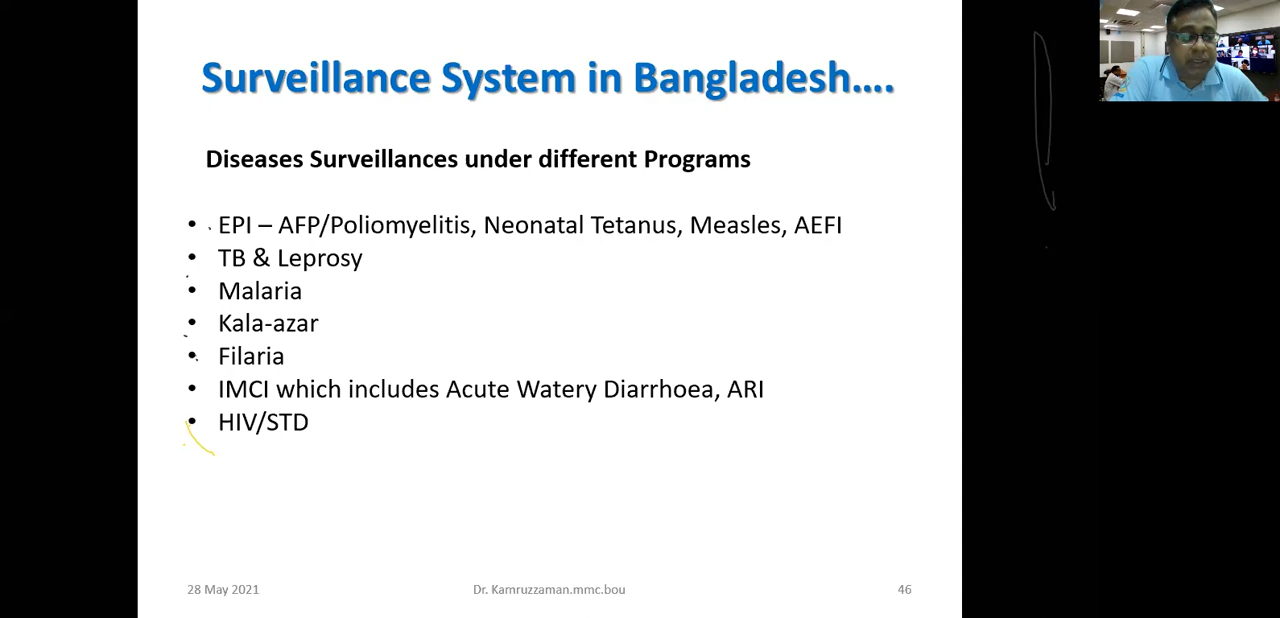 Surveillance System in Bangladesh....
Diseases Surveillances under different Programs
• EPI – AFP/Poliomyelitis, Neonatal Tetanus, Measles, AEFI
• TB & Leprosy
• Malaria
• Kala-azar
• Filaria
• IMCI which includes Acute Watery Diarrhoea, ARI
• HIV/STD
28 May 2021 Dr. Kamruzzaman.mmc.bou 46